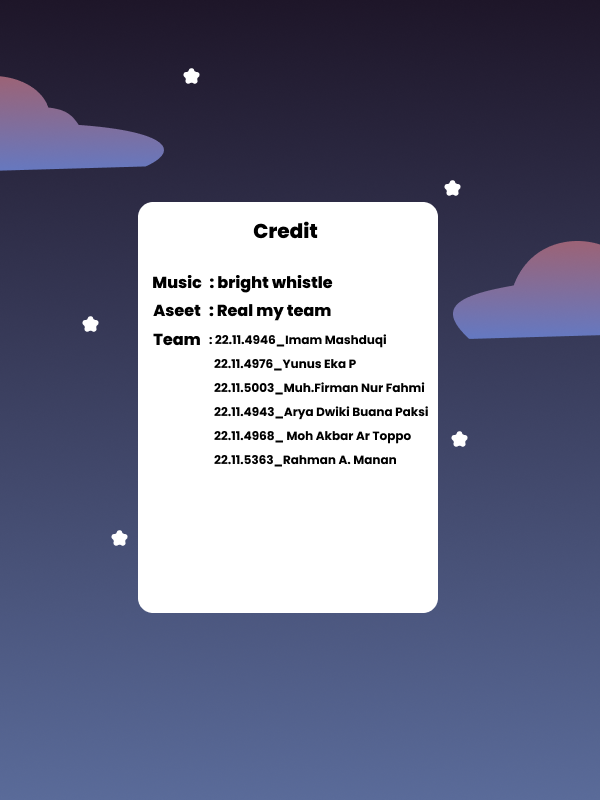 Credit
Music : bright whistle
Aseet : Real my team
Team : 22.11.4946_Imam Mashduqi
22.11.4976_Yunus Eka P
22.11.5003_Muh.Firman Nur Fahmi
22.11.4943_Arya Dwiki Buana Paksi
22.11.4968_ Moh Akbar Ar Toppo
22.11.5363_Rahman A. Manan